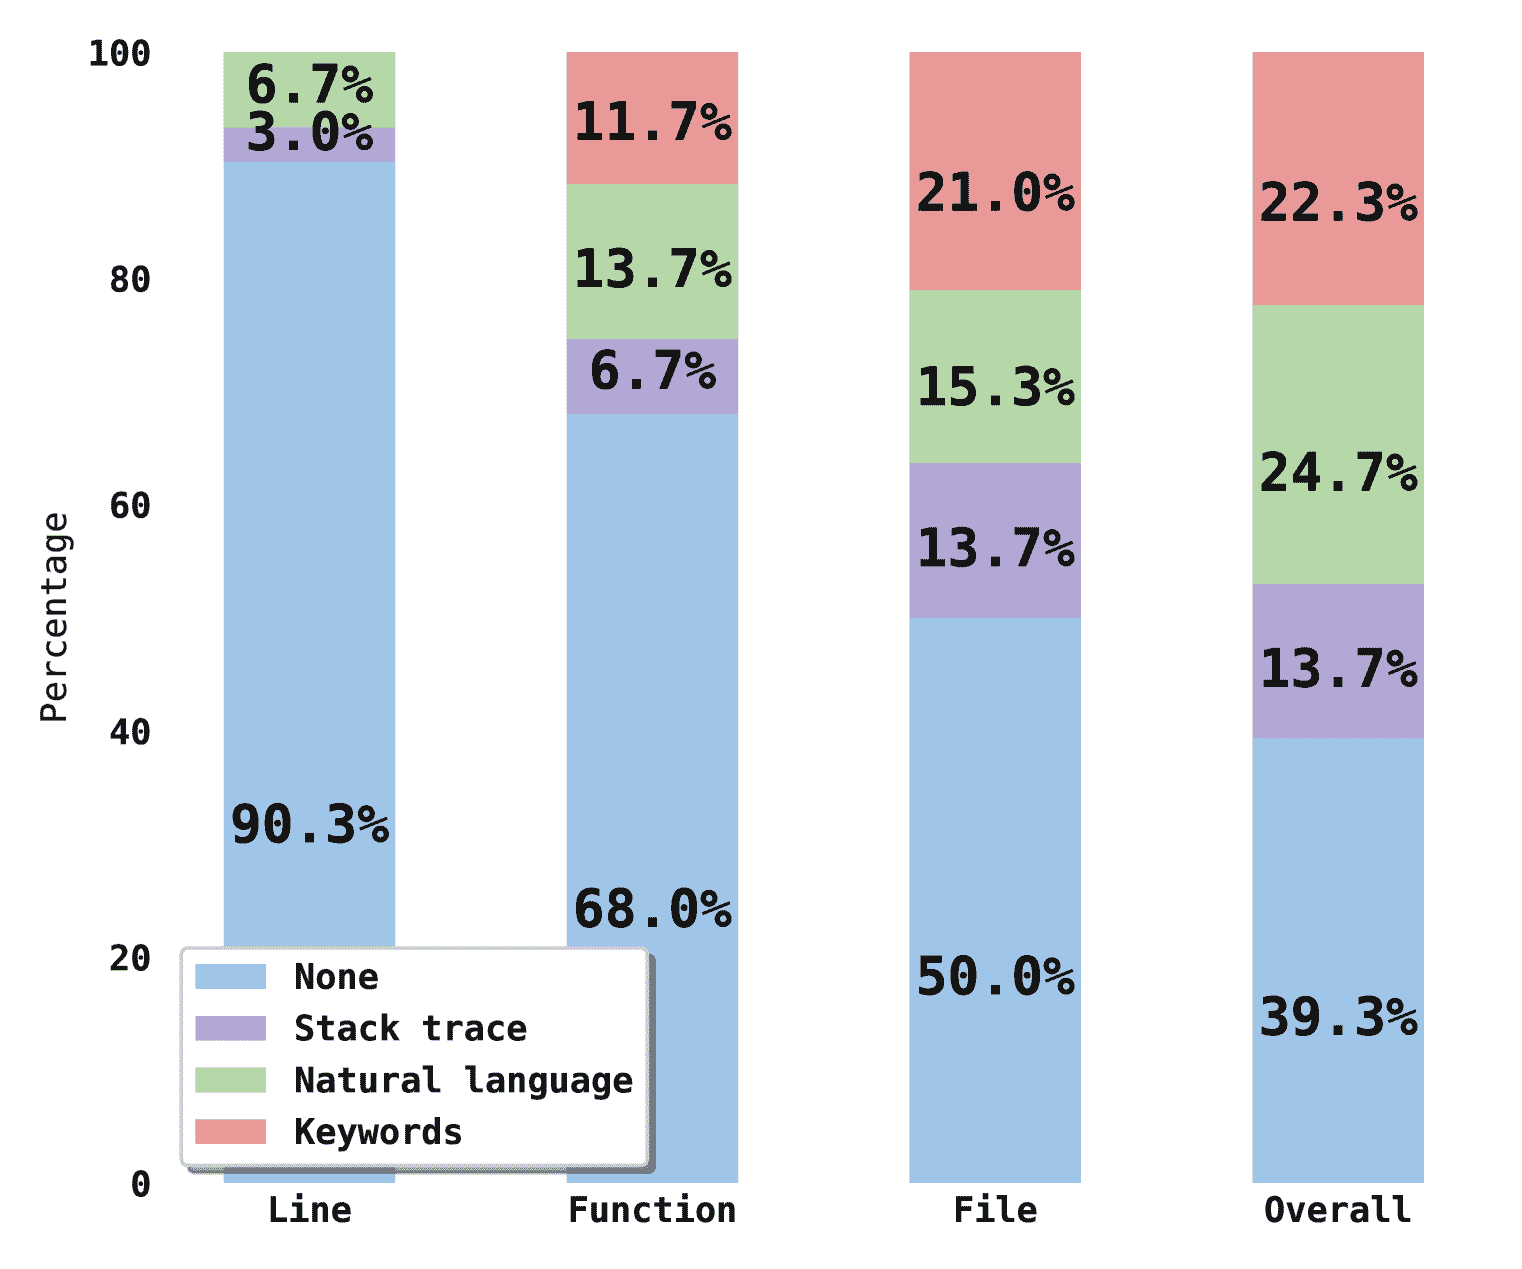 100
80
60
40
20
0
Percentage
6.7%
3.0%
90.3%
11.7%
13.7%
6.7%
68.0%
21.0%
15.3%
13.7%
50.0%
22.3%
24.7%
13.7%
39.3%
None
Stack trace
Natural language
Keywords
Line
Function
File
Overall